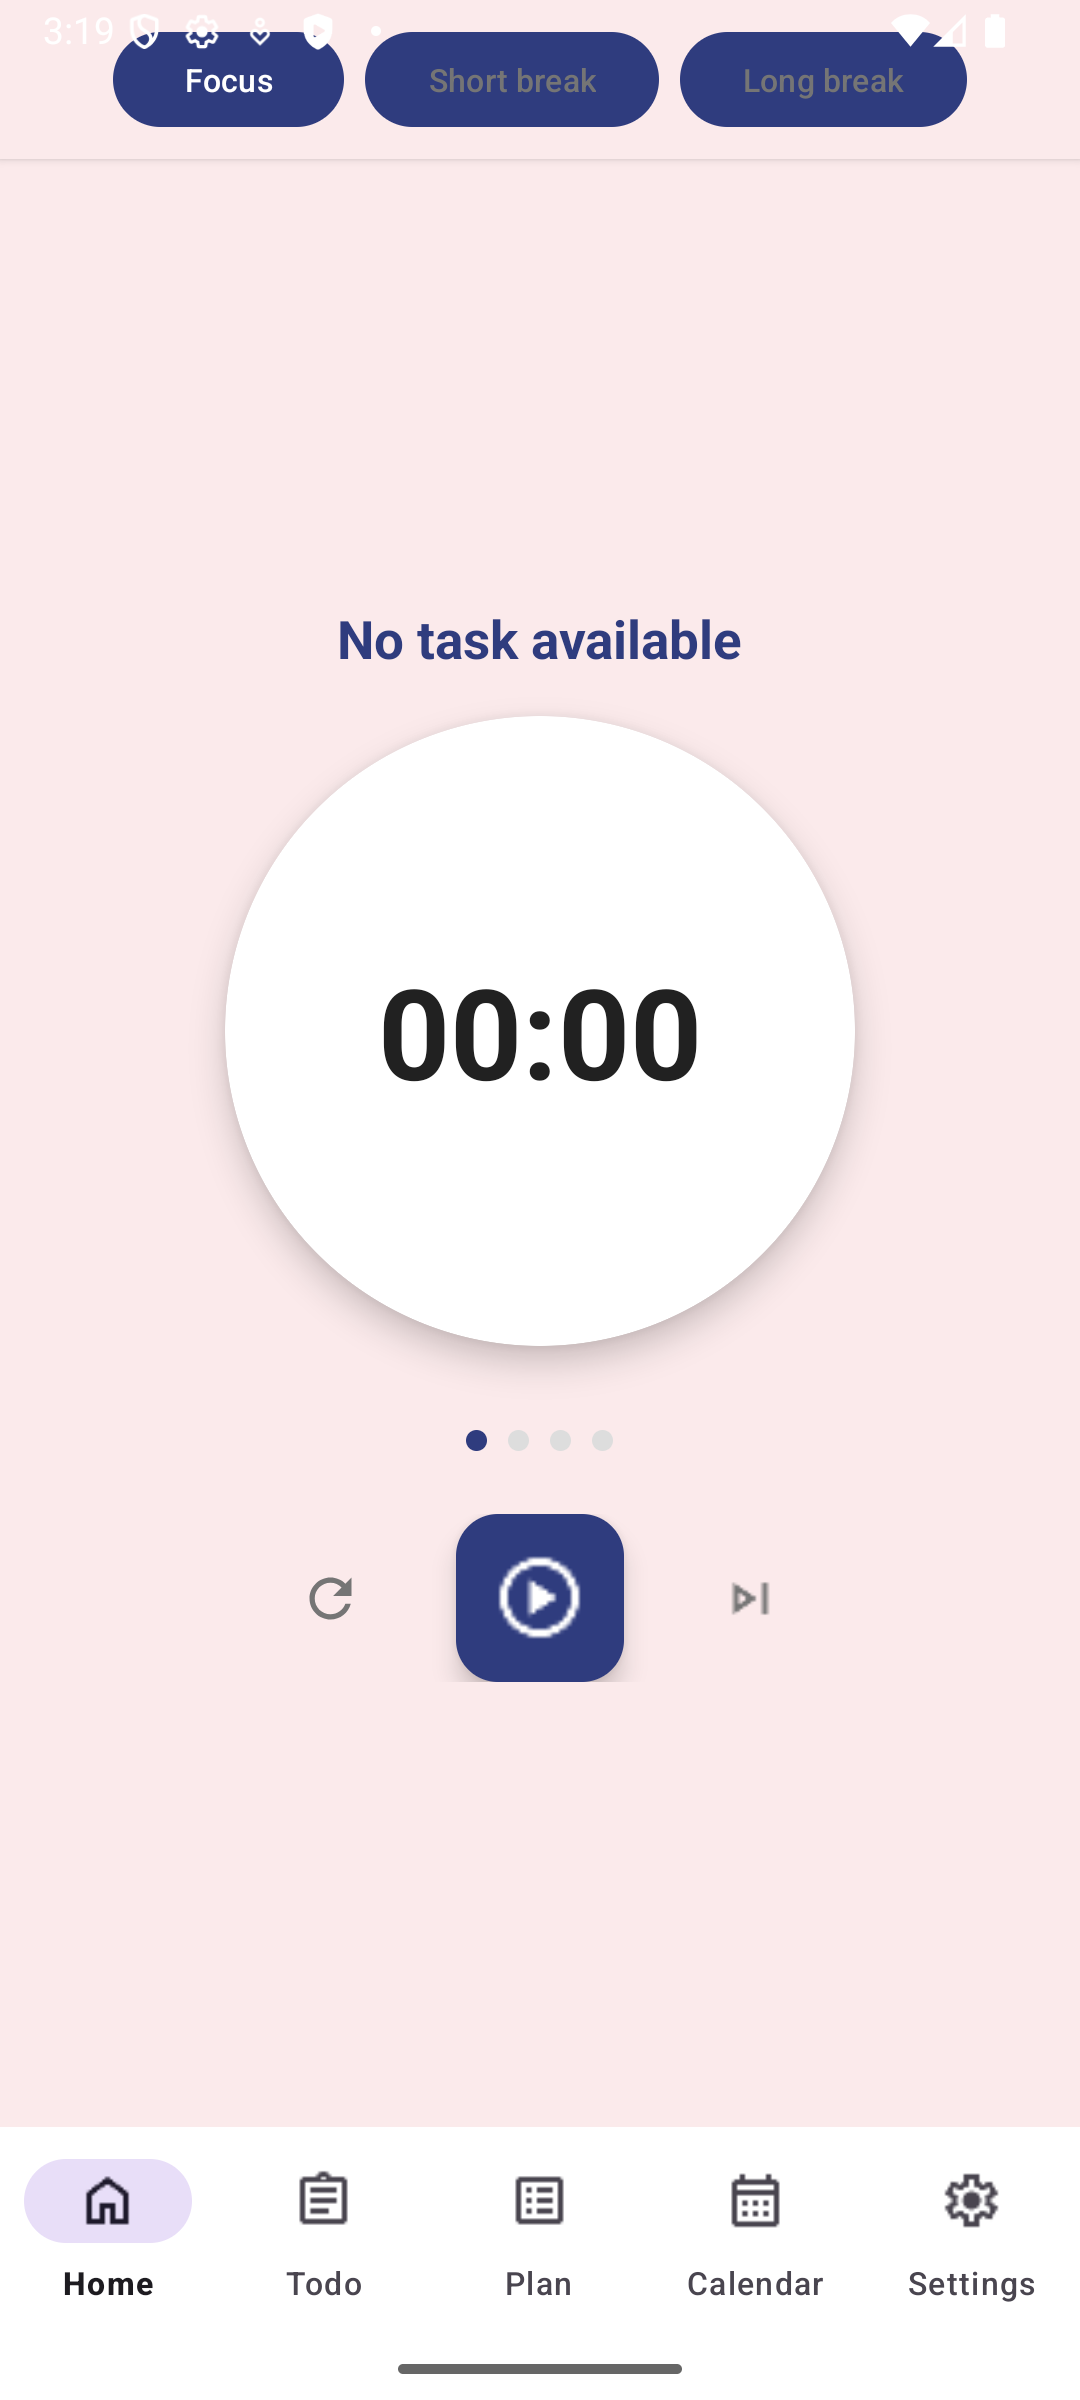 3:19
Focus
Short break
Long break
No task available
00:00
Home
Todo
Plan
Calendar
Settings